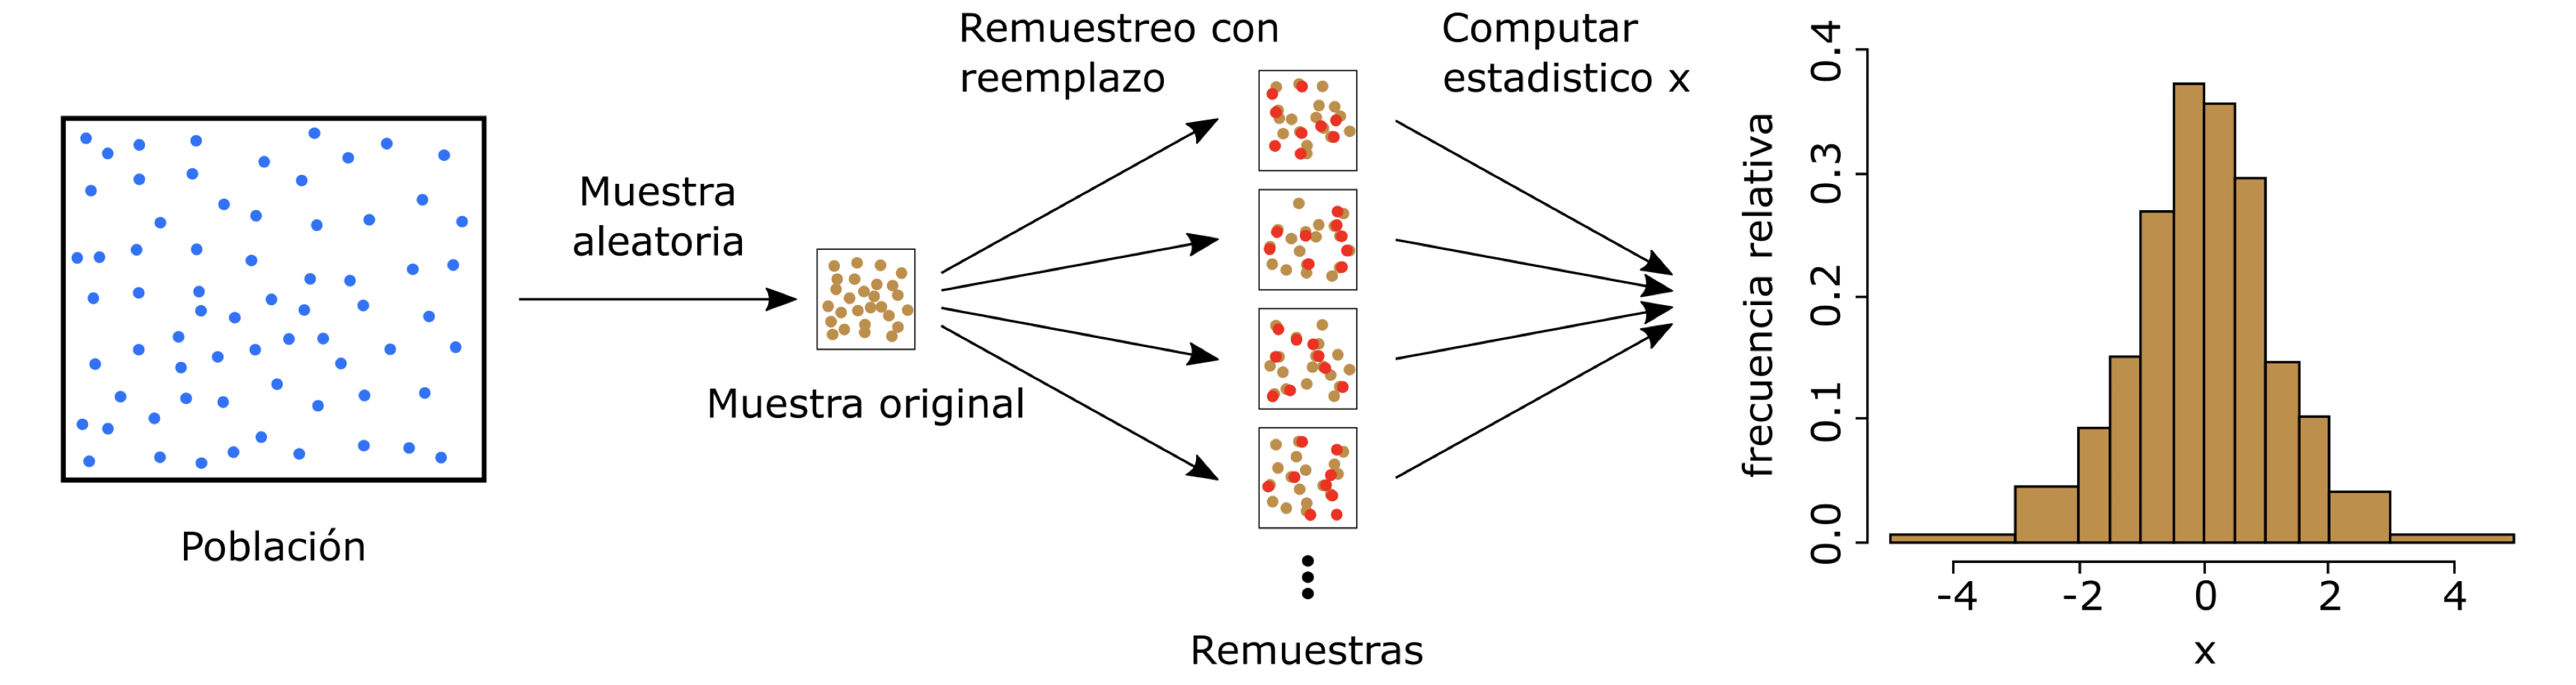 Población
Muestra
aleatoria
Muestra original
Remuestreo con
reemplazo
Remuestras
Computar
estadistico x
frecuencia relativa
0.0
0.1
0.2
0.3
0.4
-4
-2
0
2
4
x